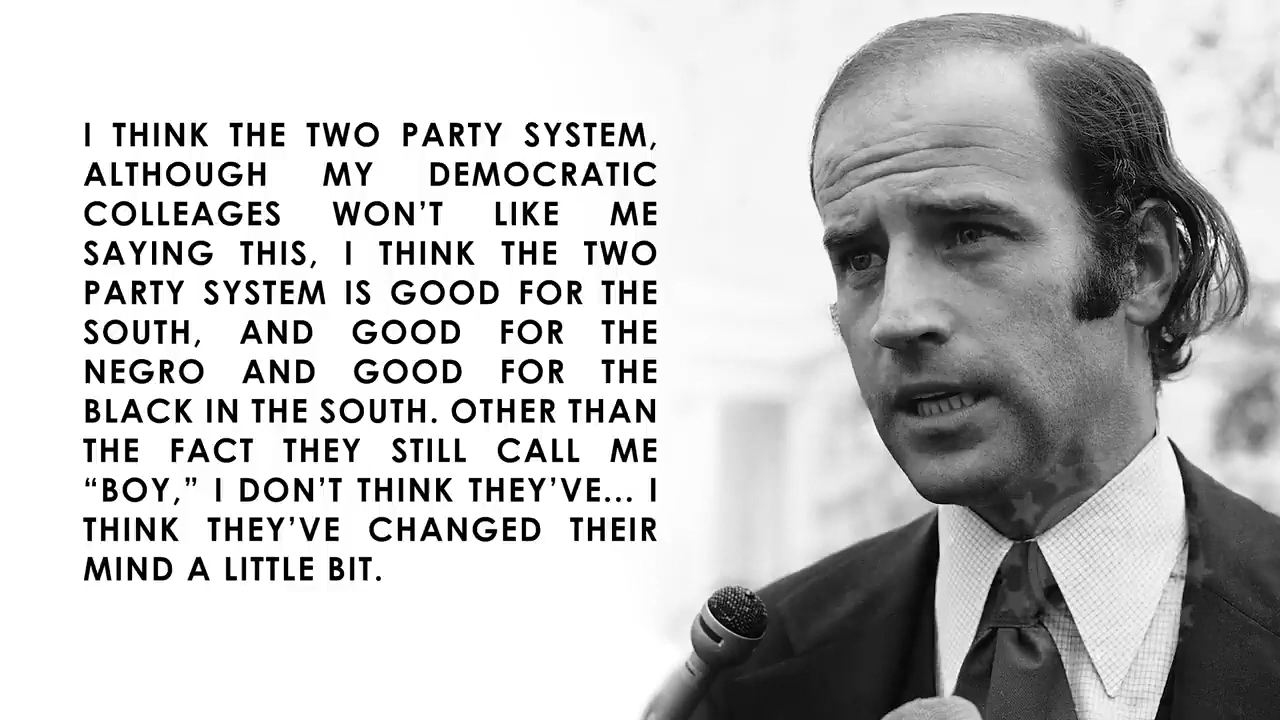 I THINK THE TWO PARTY SYSTEM,
ALTHOUGH MY DEMOCRATIC
COLLEAGES WON’T LIKE ME
SAYING THIS, I THINK THE TWO
PARTY SYSTEM IS GOOD FOR THE
SOUTH, AND GOOD FOR THE
NEGRO AND GOOD FOR THE
BLACK IN THE SOUTH. OTHER THAN
THE FACT THEY STILL CALL ME
“BOY,” I DON’T THINK THEY’VE... I
THINK THEY’VE CHANGED THEIR
MIND A LITTLE BIT.